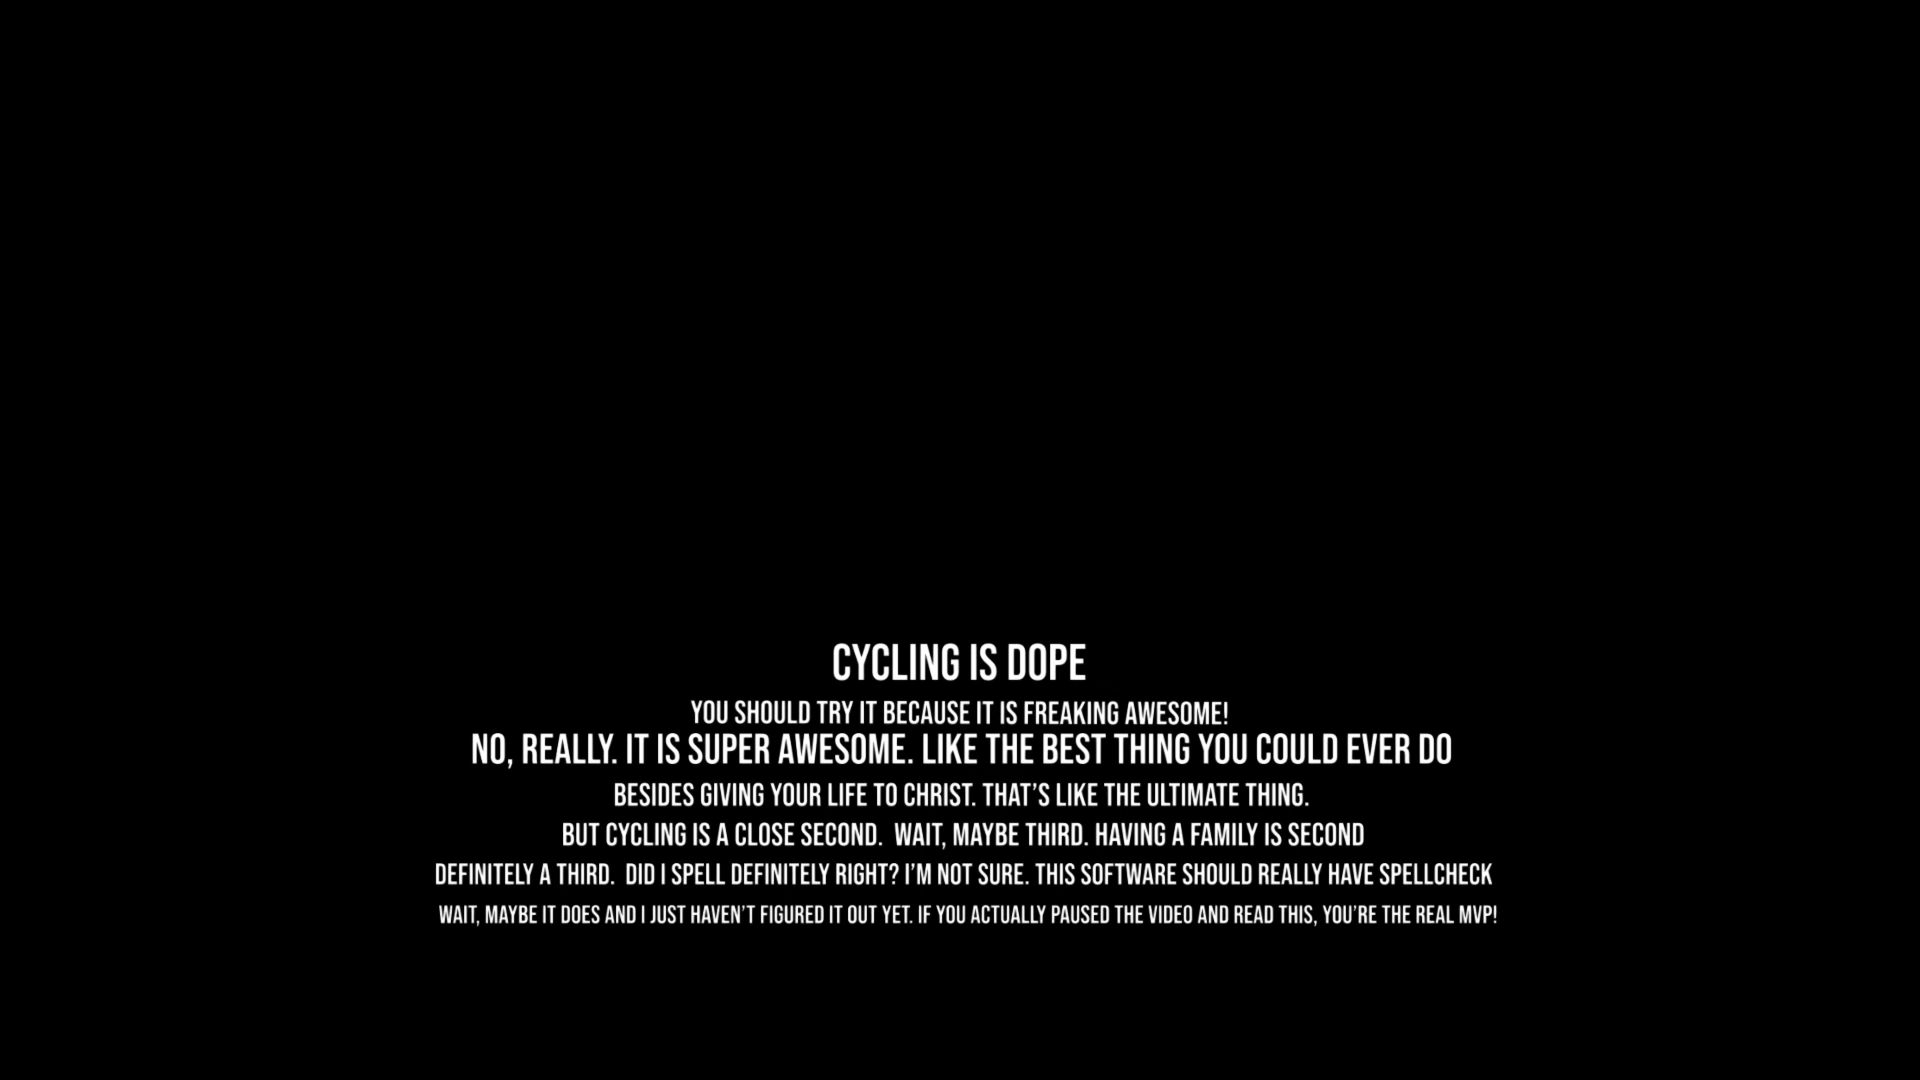 CYCLING IS DOPE
YOU SHOULD TRY IT BECAUSE IT IS FREAKING AWESOME!
NO, REALLY. IT IS SUPER AWESOME. LIKE THE BEST THING YOU COULD EVER DO
BESIDES GIVING YOUR LIFE TO CHRIST. THAT'S LIKE THE ULTIMATE THING.
BUT CYCLING IS A CLOSE SECOND.  WAIT, MAYBE THIRD. HAVING A FAMILY IS SECOND
DEFINITELY A THIRD.  DID I SPELL DEFINITELY RIGHT? I'M NOT SURE. THIS SOFTWARE SHOULD REALLY HAVE SPELLCHECK
WAIT, MAYBE IT DOES AND I JUST HAVEN'T FIGURED IT OUT YET. IF YOU ACTUALLY PAUSED THE VIDEO AND READ THIS, YOU'RE THE REAL MVP!